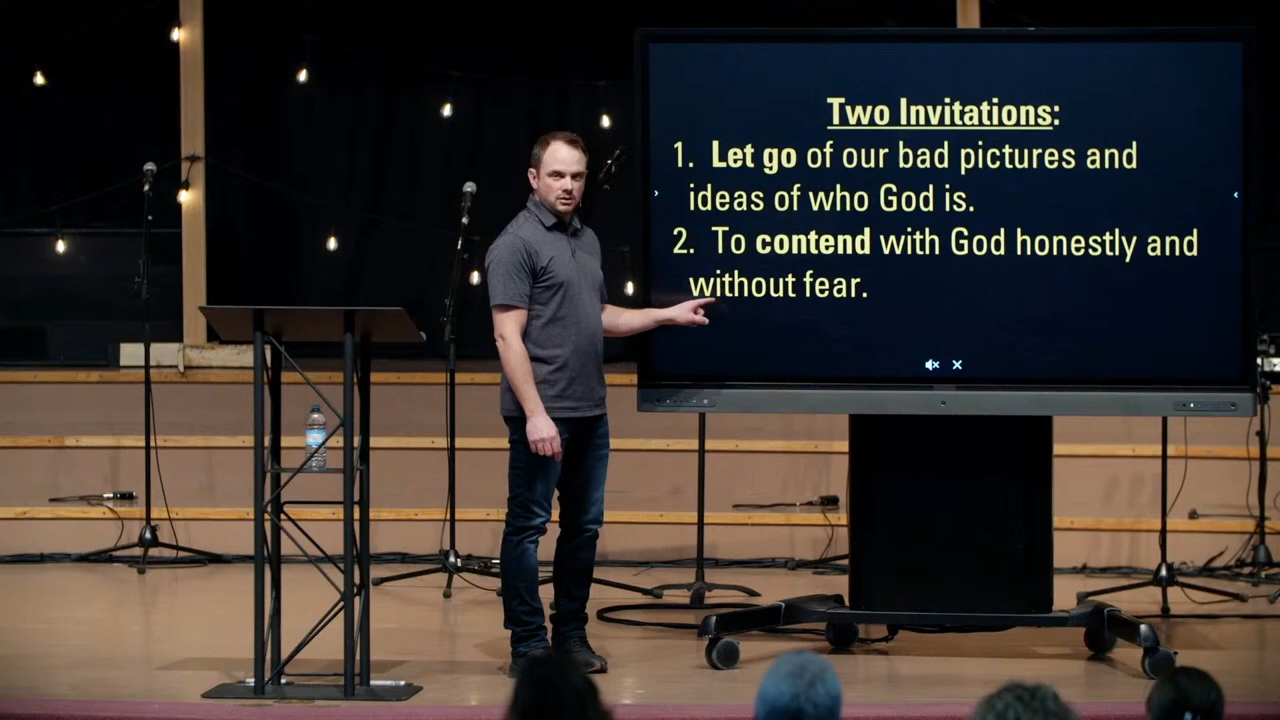 Two Invitations:
1. Let go of our bad pictures and
ideas of who God is.
2. To contend with God honestly and
without fear.